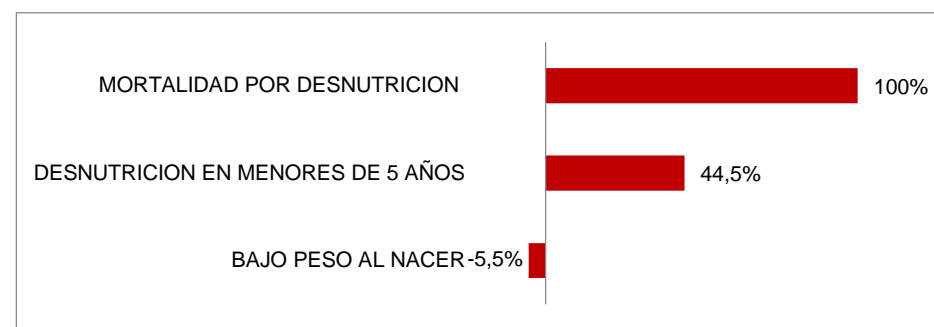 MORTALIDAD POR DESNUTRICION 100%
DESNUTRICION EN MENORES DE 5 AÑOS 44,5%
BAJO PESO AL NACER -5,5%